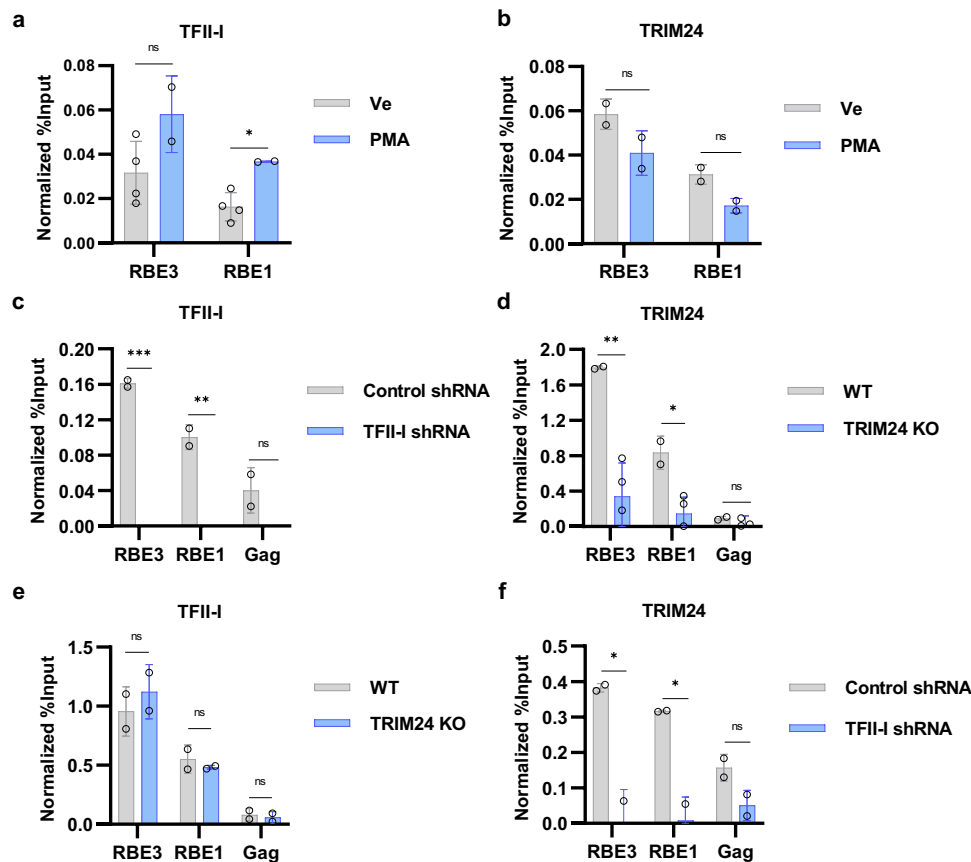 a
TFII-I
Normalized %Input
0.08
0.06
0.04
0.02
0.00
ns
*
RBE3
RBE1
Ve
PMA
b
TRIM24
Normalized %Input
0.08
0.06
0.04
0.02
0.00
ns
ns
RBE3
RBE1
Ve
PMA
c
TFII-I
Normalized %Input
0.20
0.16
0.12
0.08
0.04
0.00
***
**
ns
RBE3
RBE1
Gag
Control shRNA
TFII-I shRNA
d
TRIM24
Normalized %Input
2.0
1.6
1.2
0.8
0.4
0.0
**
*
ns
RBE3
RBE1
Gag
WT
TRIM24 KO
e
TFII-I
Normalized %Input
1.5
1.0
0.5
0.0
ns
ns
ns
RBE3
RBE1
Gag
WT
TRIM24 KO
f
TRIM24
Normalized %Input
0.5
0.4
0.3
0.2
0.1
0.0
*
*
ns
RBE3
RBE1
Gag
Control shRNA
TFII-I shRNA